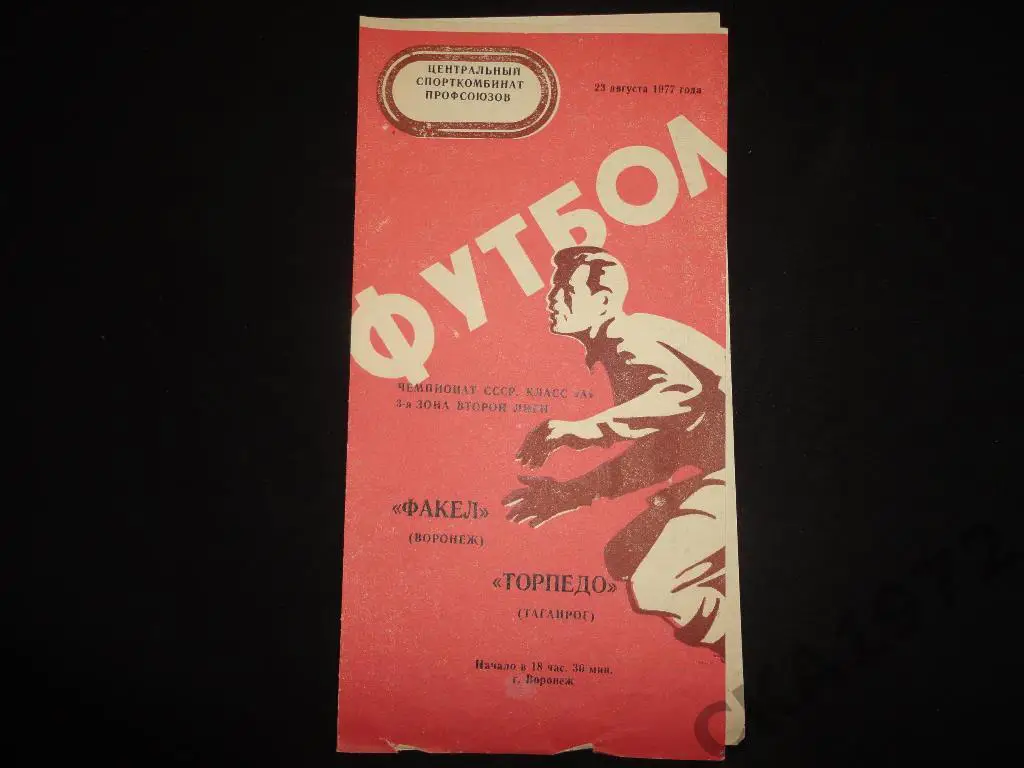 ЦЕНТРАЛЬНЫЙ
СПОРТКОМБИНАТ
ПРОФСОЮЗОВ
23 августа 1977 года
ФУТБОЛ
ЧЕМПИОНАТ СССР. КЛАСС «А»
3-я ЗОНА ВТОРОЙ ЛИГИ
«ФАКЕЛ»
(ВОРОНЕЖ)
«ТОРПЕДО»
(ТАГАНРОГ)
Начало в 18 час. 30 мин.
г. Воронеж